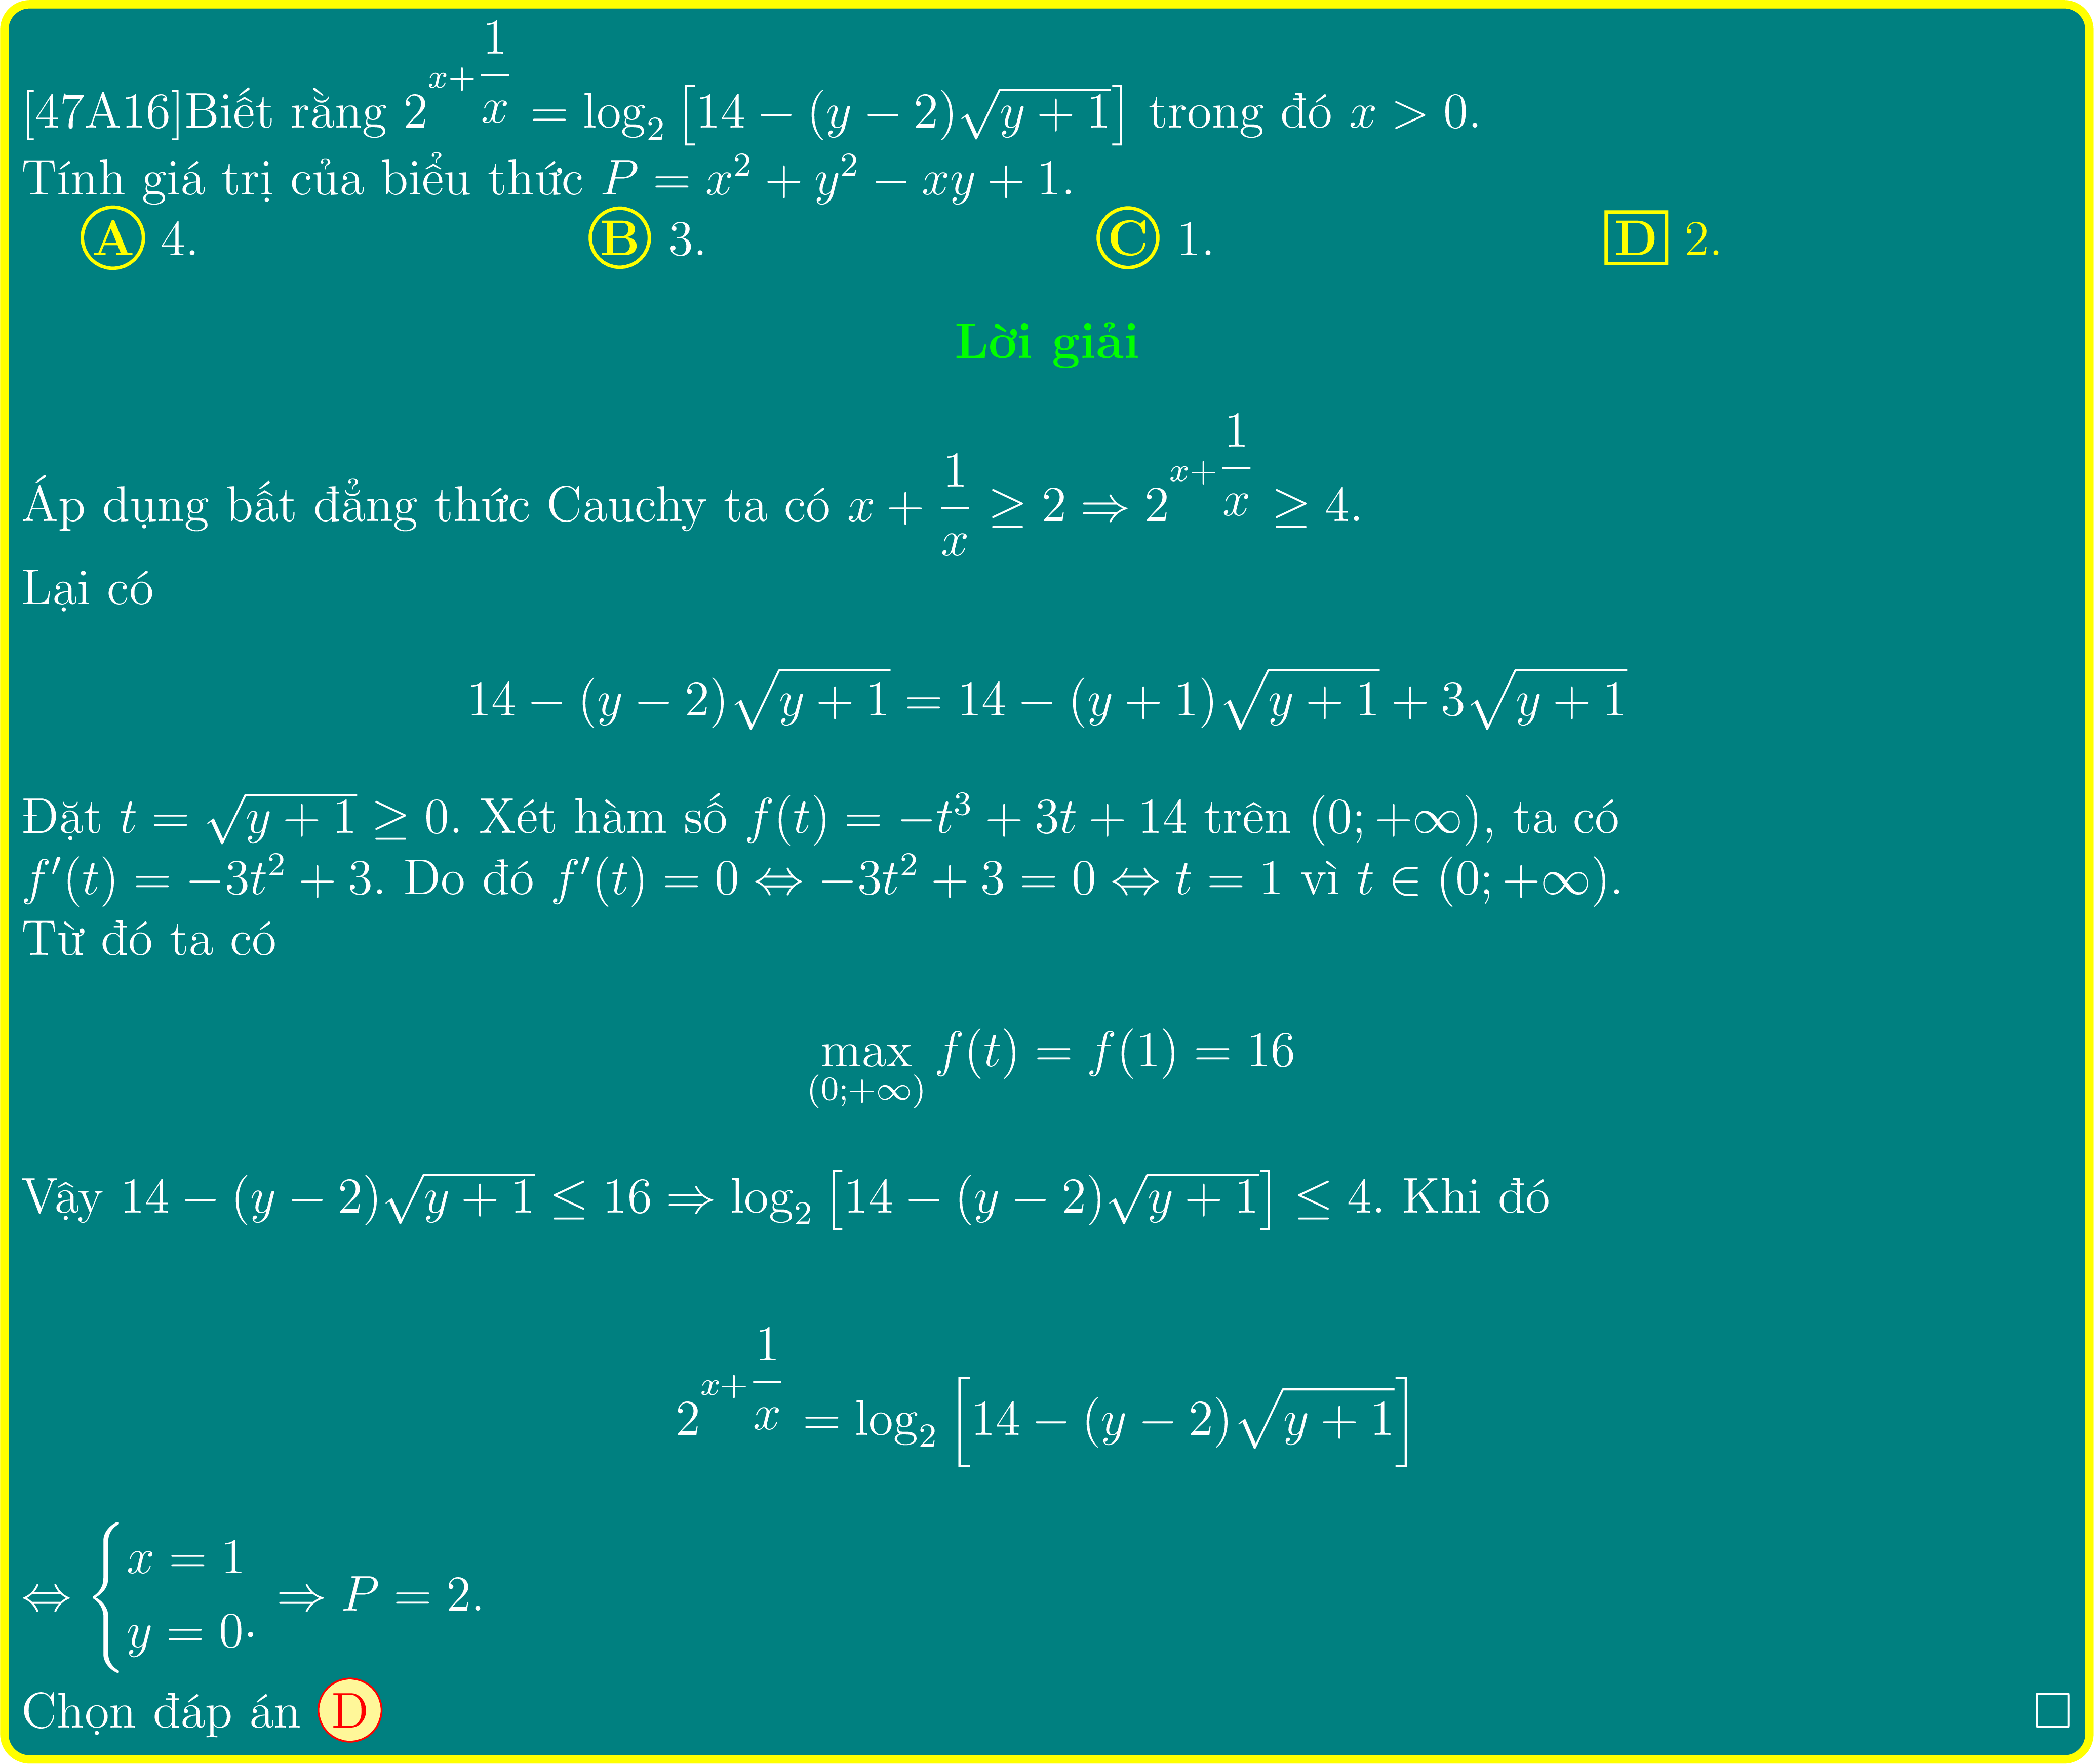 [47A16]Biết rằng $2^{x+\dfrac{1}{x}} = \log_2\left[14-(y-2)\sqrt{y+1}\right]$ trong đó $x > 0$.
Tính giá trị của biểu thức $P = x^2 + y^2 - xy + 1$.
A 4. B 3. C 1. D 2.
Lời giải
Áp dụng bất đẳng thức Cauchy ta có $x + \dfrac{1}{x} \geq 2 \Rightarrow 2^{x+\dfrac{1}{x}} \geq 4$.
Lại có
$14-(y-2)\sqrt{y+1} = 14-(y+1)\sqrt{y+1}+3\sqrt{y+1}$
Đặt $t = \sqrt{y+1} \geq 0$. Xét hàm số $f(t) = -t^3+3t+14$ trên $(0;+\infty)$, ta có
$f'(t) = -3t^2+3$. Do đó $f'(t) = 0 \Leftrightarrow -3t^2+3 = 0 \Leftrightarrow t = 1$ vì $t \in (0;+\infty)$.
Từ đó ta có
$\max\limits_{(0;+\infty)} f(t) = f(1) = 16$
Vậy $14-(y-2)\sqrt{y+1} \leq 16 \Rightarrow \log_2\left[14-(y-2)\sqrt{y+1}\right] \leq 4$. Khi đó
$2^{x+\dfrac{1}{x}} = \log_2\left[14-(y-2)\sqrt{y+1}\right]$
$\Leftrightarrow \begin{cases} x = 1 \\ y = 0 \end{cases}. \Rightarrow P = 2$.
Chọn đáp án D □